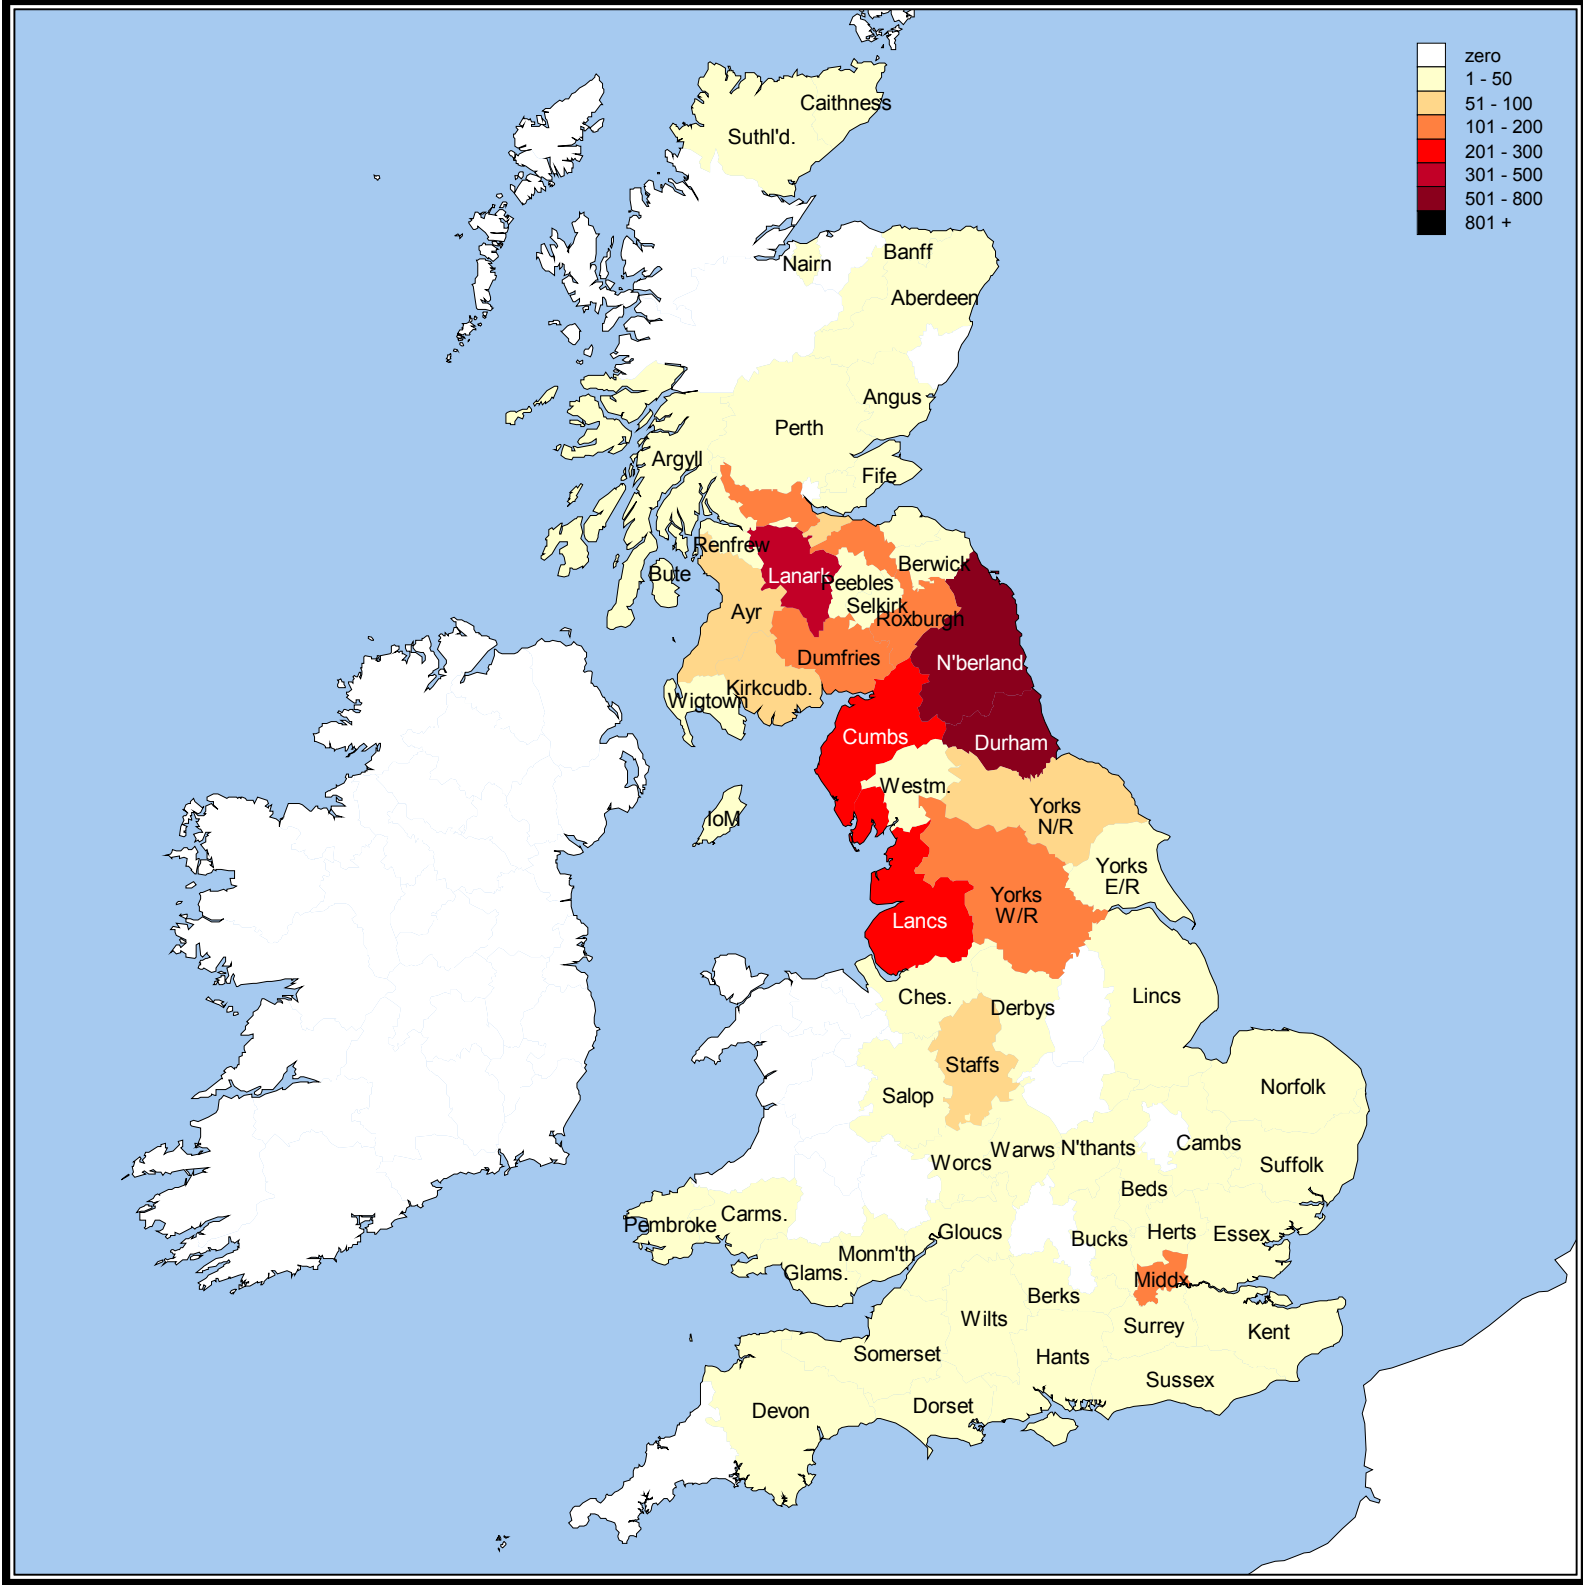 zero
1 - 50
51 - 100
101 - 200
201 - 300
301 - 500
501 - 800
801 +
Caithness
Suthl'd.
Banff
Nairn
Aberdeen
Angus
Perth
Argyll
Fife
Renfrew
Berwick
Bute
Lanark
Peebles
Selkirk
Ayr
Roxburgh
Dumfries
N'berland
Kirkcudb.
Wigtown
Cumbs
Durham
Westm.
IoM
Yorks
N/R
Yorks
E/R
Yorks
W/R
Lancs
Ches.
Derbys
Lincs
Staffs
Salop
Norfolk
Warws
N'thants
Cambs
Worcs
Suffolk
Beds
Pembroke
Carms.
Gloucs
Bucks
Herts
Essex
Monm'th
Glams.
Middx
Berks
Wilts
Surrey
Kent
Somerset
Hants
Sussex
Devon
Dorset